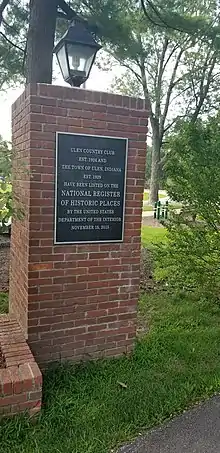 ULEN COUNTRY CLUB
EST. 1924 AND
THE TOWN OF ULEN, INDIANA
EST. 1929
HAVE BEEN LISTED ON THE
NATIONAL REGISTER
OF HISTORIC PLACES
BY THE UNITED STATES
DEPARTMENT OF THE INTERIOR
NOVEMBER 15, 2015